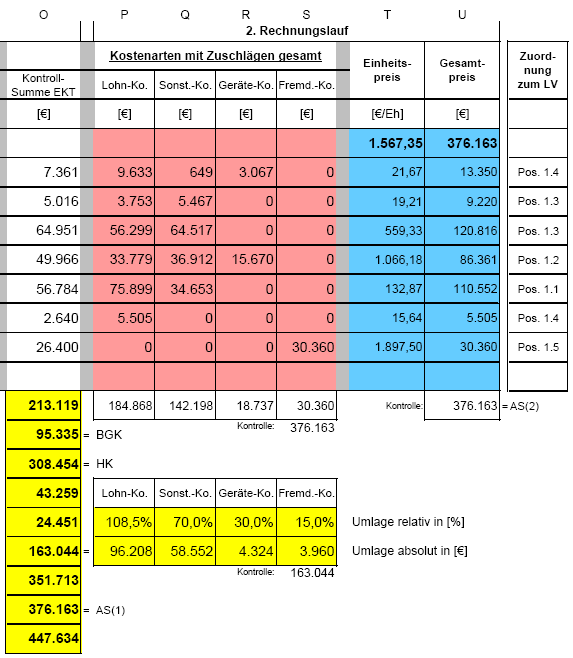 O P Q R S T U
2. Rechnungslauf
Kostenarten mit Zuschlägen gesamt Einheits- Gesamt- Zuord-
Kontroll- preis preis nung
Summe EKT Lohn-Ko. Sonst.-Ko. Geräte-Ko. Fremd.-Ko. zum LV
[€] [€] [€] [€] [€] [€/Eh] [€]
1.567,35 376.163
7.361 9.633 649 3.067 0 21,67 13.350 Pos. 1.4
5.016 3.753 5.467 0 0 19,21 9.220 Pos. 1.3
64.951 56.299 64.517 0 0 559,33 120.816 Pos. 1.3
49.966 33.779 36.912 15.670 0 1.066,18 86.361 Pos. 1.2
56.784 75.899 34.653 0 0 132,87 110.552 Pos. 1.1
2.640 5.505 0 0 0 15,64 5.505 Pos. 1.4
26.400 0 0 0 30.360 1.897,50 30.360 Pos. 1.5
213.119 184.868 142.198 18.737 30.360 Kontrolle: 376.163 = AS(2)
Kontrolle: 376.163
95.335 = BGK
308.454 = HK
43.259 Lohn-Ko. Sonst.-Ko. Geräte-Ko. Fremd.-Ko.
24.451 108,5% 70,0% 30,0% 15,0% Umlage relativ in [%]
163.044 = 96.208 58.552 4.324 3.960 Umlage absolut in [€]
Kontrolle: 163.044
351.713
376.163 = AS(1)
447.634